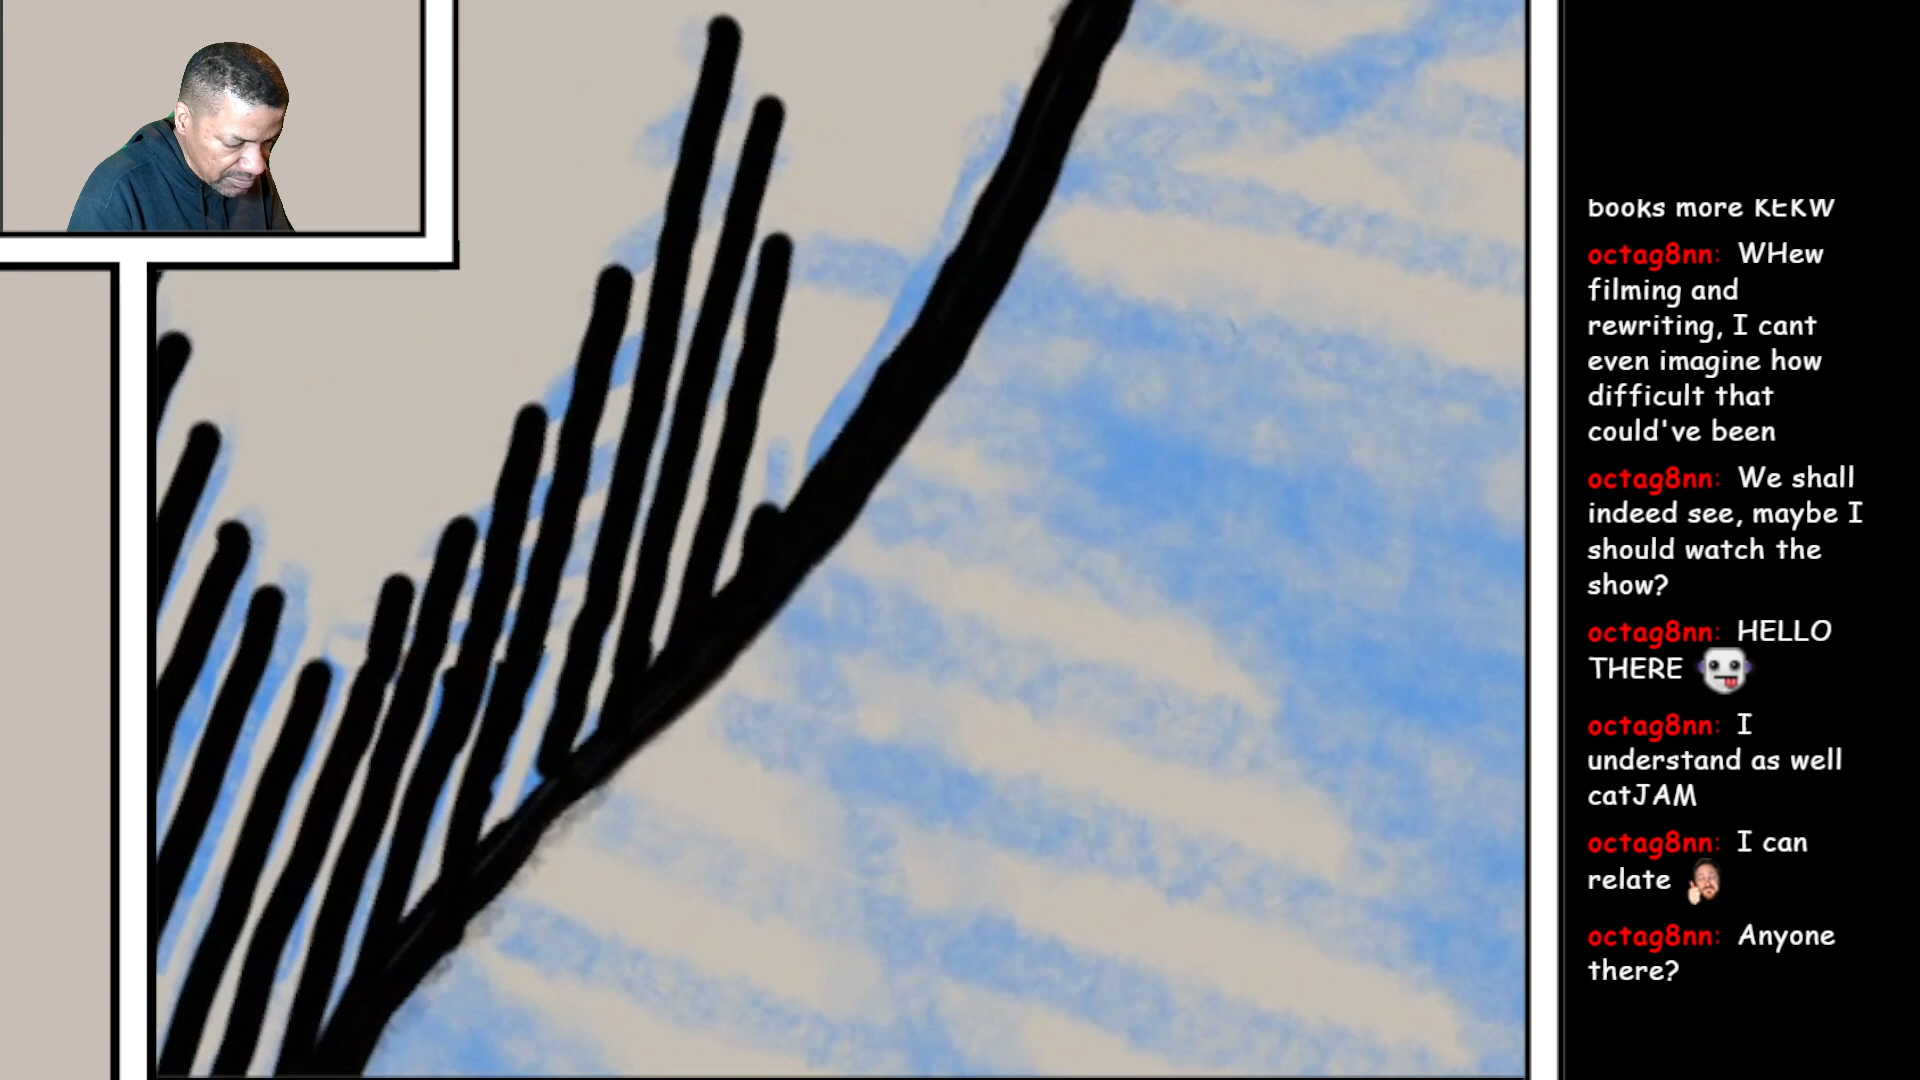 books more KEKW
octag8nn: WHew
filming and
rewriting, I cant
even imagine how
difficult that
could've been
octag8nn: We shall
indeed see, maybe I
should watch the
show?
octag8nn: HELLO
THERE
octag8nn: I
understand as well
catJAM
octag8nn: I can
relate
octag8nn: Anyone
there?